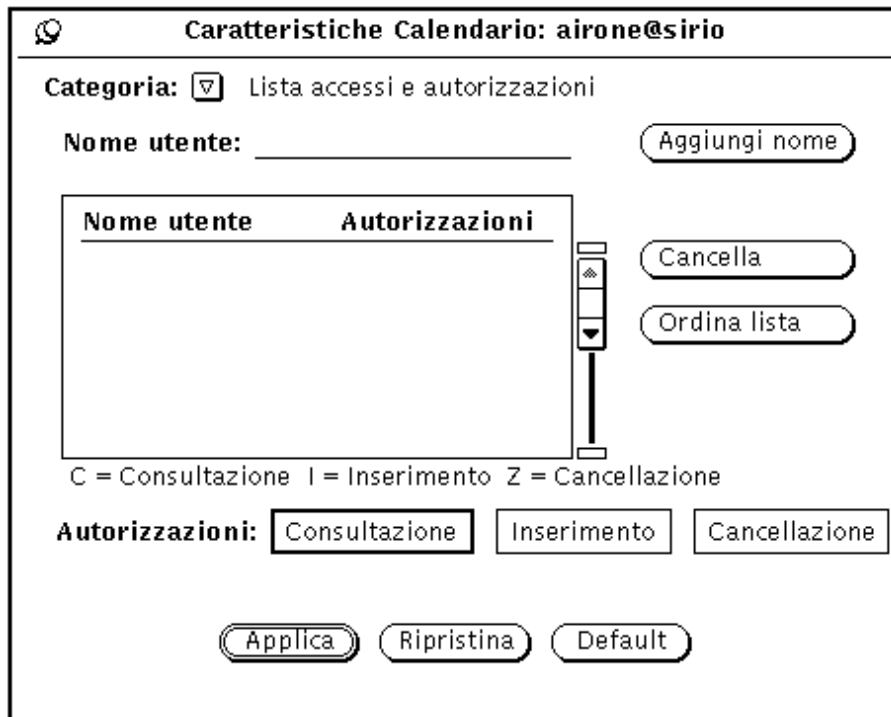 Caratteristiche Calendario: airone@sirio
Categoria: Lista accessi e autorizzazioni
Nome utente: Aggiungi nome
Nome utente Autorizzazioni
Cancella
Ordina lista
C = Consultazione I = Inserimento Z = Cancellazione
Autorizzazioni: Consultazione Inserimento Cancellazione
Applica Ripristina Default